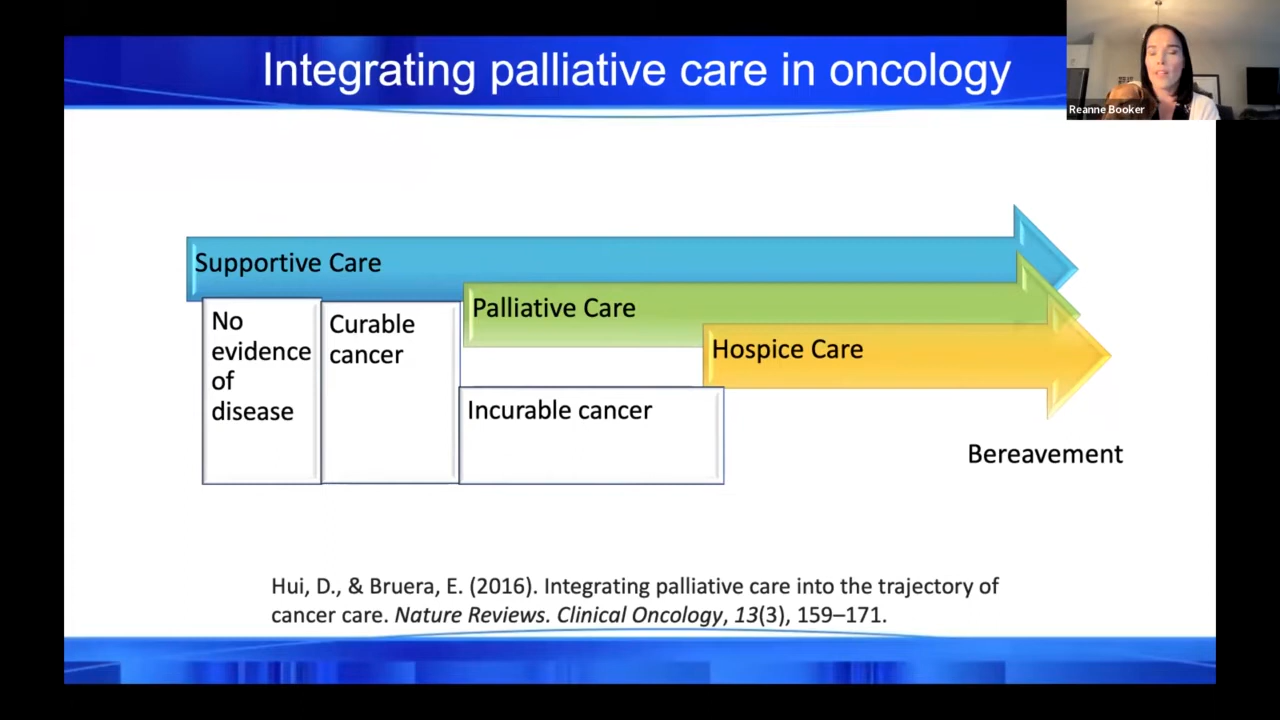 Integrating palliative care in oncology
Reanne Booker
Supportive Care
Palliative Care
Hospice Care
No
evidence
of
disease
Curable
cancer
Incurable cancer
Bereavement
Hui, D., & Bruera, E. (2016). Integrating palliative care into the trajectory of
cancer care. Nature Reviews. Clinical Oncology, 13(3), 159–171.